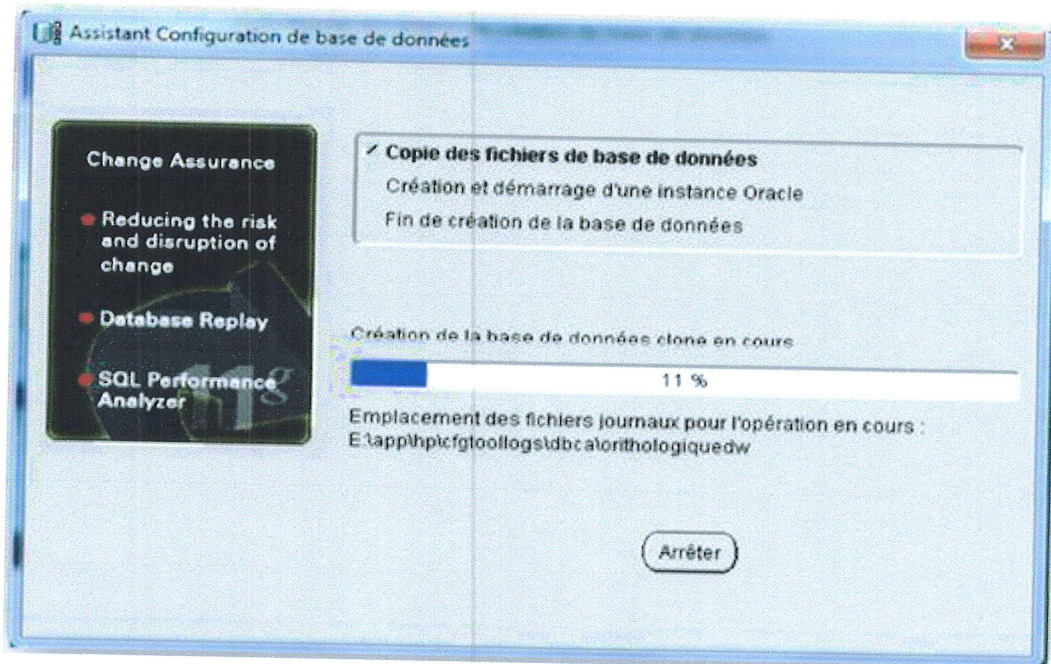 Assistant Configuration de base de données
Change Assurance
Reducing the risk
and disruption of
change
Database Replay
SQL Performance
Analyzer
11g
Copie des fichiers de base de données
Création et démarrage d'une instance Oracle
Fin de création de la base de données
Création de la base de données clone en cours
11 %
Emplacement des fichiers journaux pour l'opération en cours :
E:\app\hp\cfgtoollogs\dbca\orithologiquedw
Arrêter